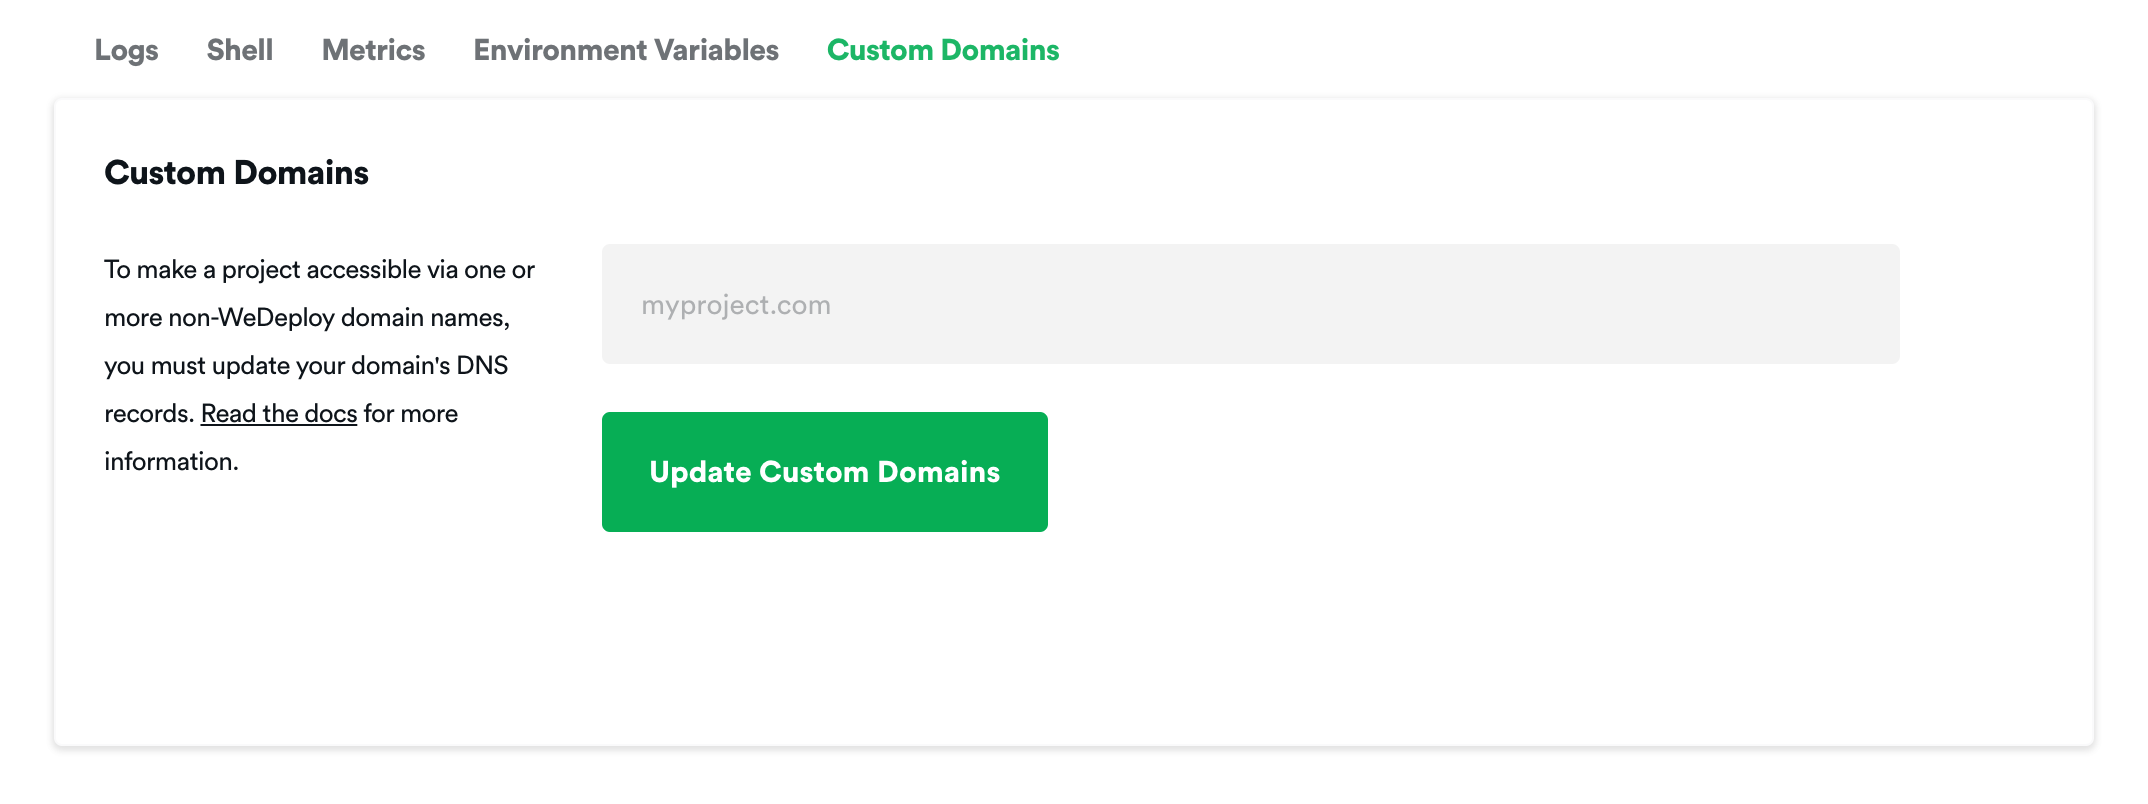 Logs Shell Metrics Environment Variables Custom Domains
Custom Domains
To make a project accessible via one or
more non-WeDeploy domain names,
you must update your domain's DNS
records. Read the docs for more
information.
myproject.com
Update Custom Domains